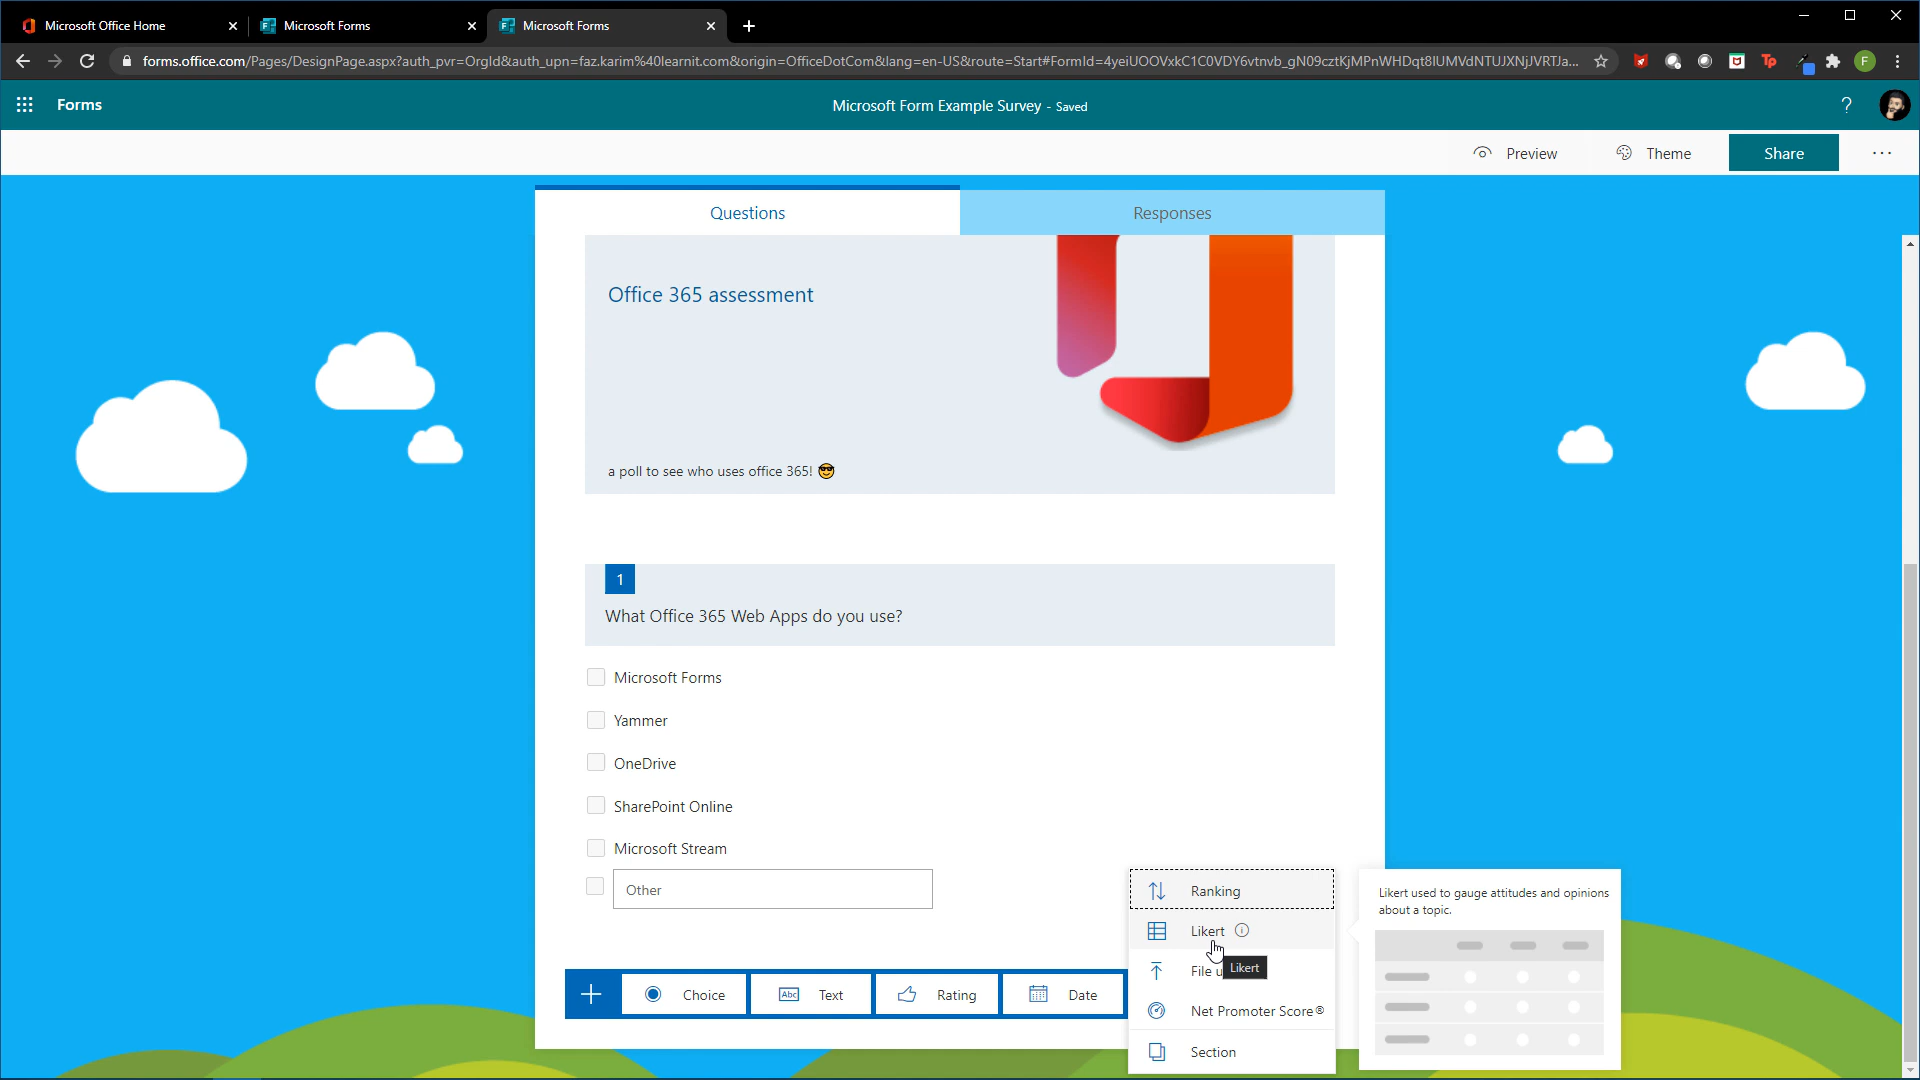 Microsoft Office Home
Microsoft Forms
Microsoft Forms
forms.office.com/Pages/DesignPage.aspx?auth_pvr=OrgId&auth_upn=faz.karim%40learnit.com&origin=OfficeDotCom&lang=en-US&route=Start#FormId=4yeiUOOVxkC1C0VDY6vtnvb_gN09cztKjMPnWHDqt8lUMVdNTUJXNjJVRTJa...
Tp
F
Forms
Microsoft Form Example Survey - Saved
?
Preview
Theme
Share
...
Questions
Responses
Office 365 assessment
a poll to see who uses office 365! 😎
1
What Office 365 Web Apps do you use?
Microsoft Forms
Yammer
OneDrive
SharePoint Online
Microsoft Stream
Other
Ranking
Likert
File u
Likert
Net Promoter Score®
Section
Likert used to gauge attitudes and opinions
about a topic.
+
Choice
Abc
Text
Rating
Date